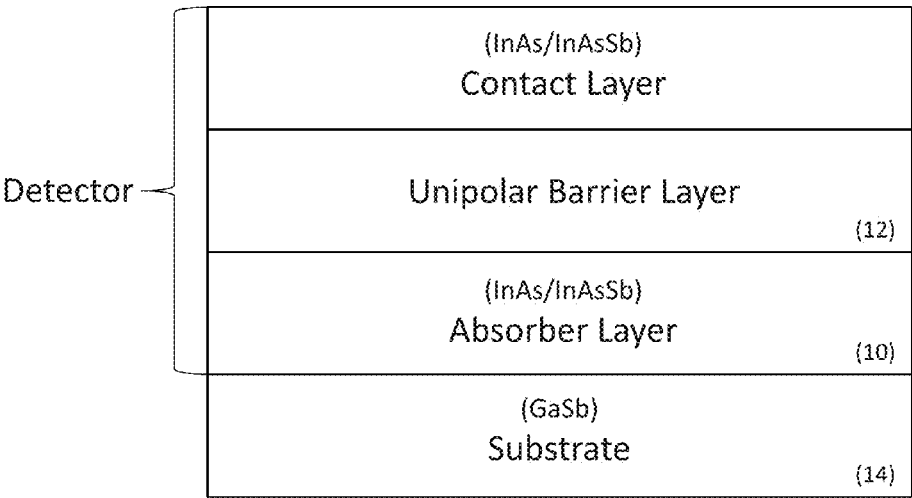 (InAs/InAsSb)
Contact Layer
Detector
Unipolar Barrier Layer
(12)
(InAs/InAsSb)
Absorber Layer
(10)
(GaSb)
Substrate
(14)